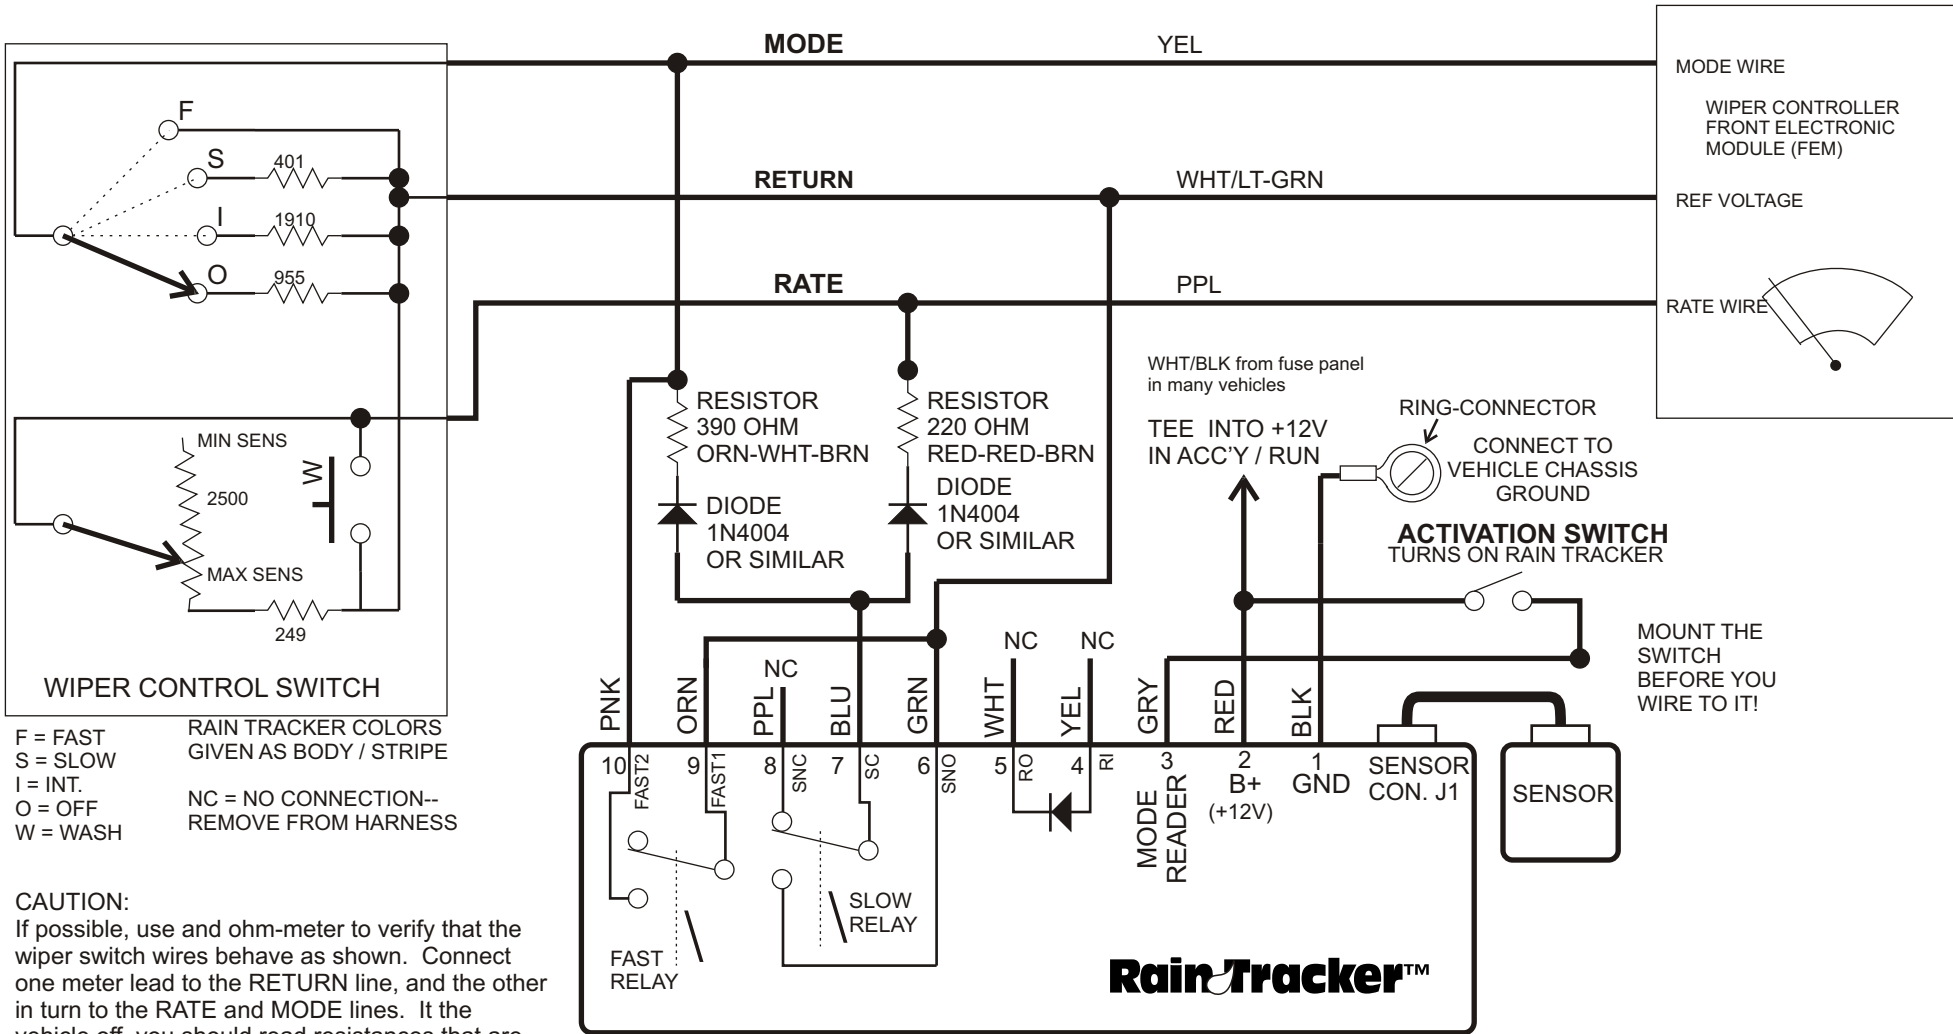 MODE
YEL
MODE WIRE
WIPER CONTROLLER
FRONT ELECTRONIC
MODULE (FEM)
F
S
401
RETURN
WHT/LT-GRN
REF VOLTAGE
I
1910
O
955
RATE
PPL
RATE WIRE
MIN SENS
W
2500
MAX SENS
249
WIPER CONTROL SWITCH
RESISTOR
390 OHM
ORN-WHT-BRN
DIODE
1N4004
OR SIMILAR
RESISTOR
220 OHM
RED-RED-BRN
DIODE
1N4004
OR SIMILAR
WHT/BLK from fuse panel
in many vehicles
TEE INTO +12V
IN ACC'Y / RUN
RING-CONNECTOR
CONNECT TO
VEHICLE CHASSIS
GROUND
ACTIVATION SWITCH
TURNS ON RAIN TRACKER
MOUNT THE
SWITCH
BEFORE YOU
WIRE TO IT!
F = FAST
S = SLOW
I = INT.
O = OFF
W = WASH
RAIN TRACKER COLORS
GIVEN AS BODY / STRIPE
NC = NO CONNECTION--
REMOVE FROM HARNESS
NC
NC
NC
PNK
ORN
PPL
BLU
GRN
WHT
YEL
GRY
RED
BLK
10
FAST2
9
FAST1
8
SNC
7
SC
6
SNO
5
RO
4
RI
3
MODE
READER
2
B+
(+12V)
1
GND
SENSOR
CON. J1
SENSOR
FAST
RELAY
SLOW
RELAY
RainTracker™
CAUTION:
If possible, use and ohm-meter to verify that the
wiper switch wires behave as shown. Connect
one meter lead to the RETURN line, and the other
in turn to the RATE and MODE lines. It the
vehicle off, you should read resistances that are